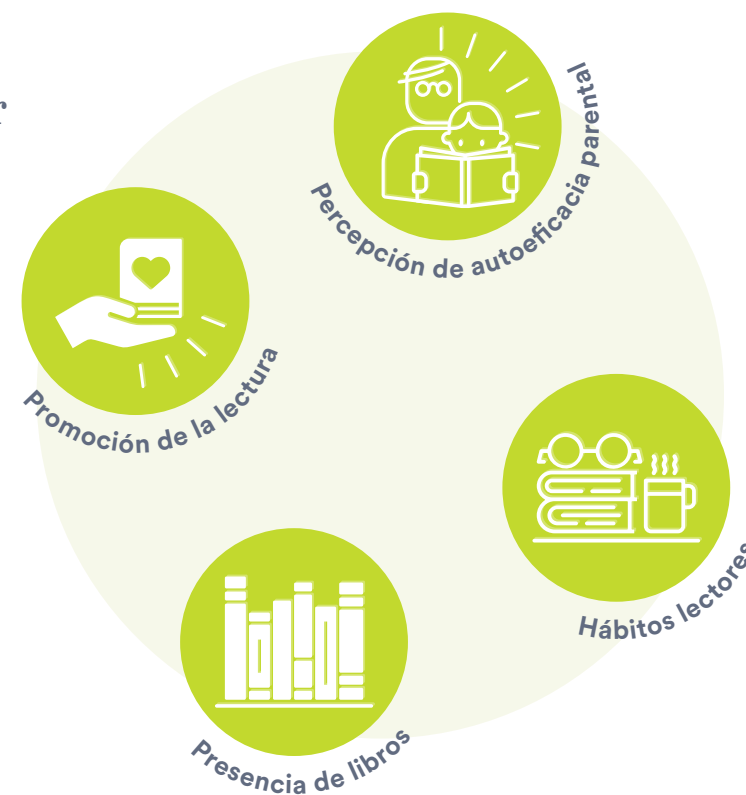 Percepción de autoeficacia parental
Promoción de la lectura
Hábitos lectores
Presencia de libros